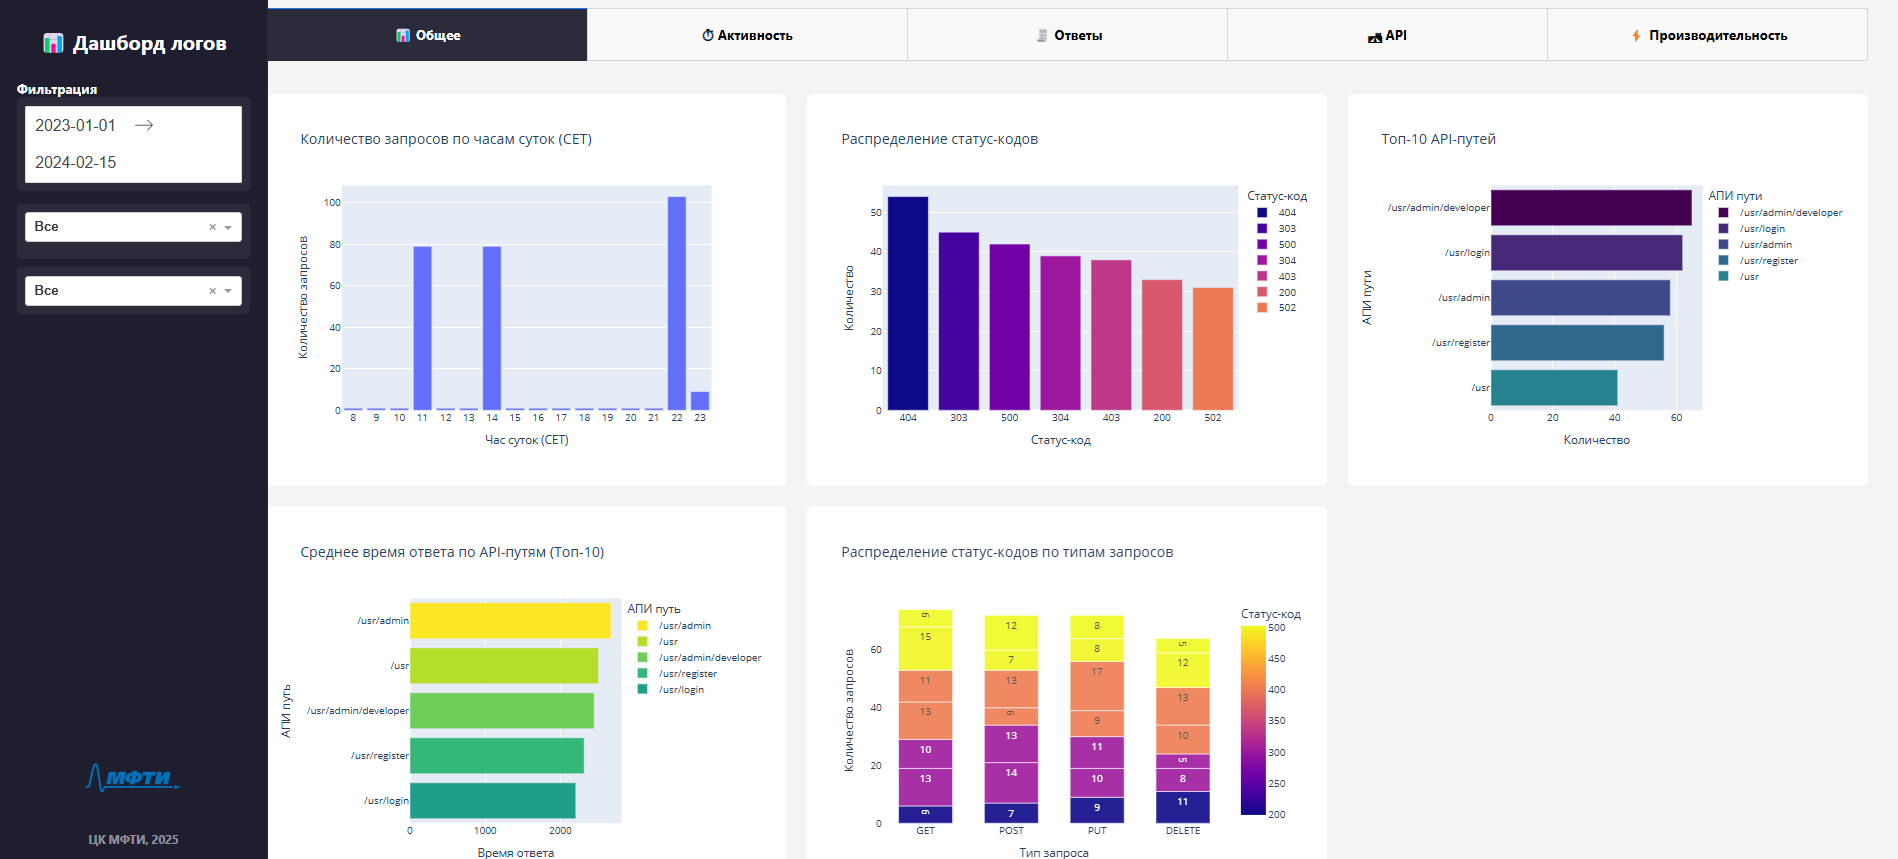 Дашборд логов
Фильтрация
2023-01-01
2024-02-15
Все
Все
МФТИ
ЦК МФТИ, 2025
Общее
Активность
Ответы
API
Производительность
Количество запросов по часам суток (CET)
Количество запросов
100
80
60
40
20
0
8 9 10 11 12 13 14 15 16 17 18 19 20 21 22 23
Час суток (CET)
Распределение статус-кодов
Количество
50
40
30
20
10
0
404 303 500 304 403 200 502
Статус-код
Статус-код
404
303
500
304
403
200
502
Топ-10 API-путей
АПИ пути
/usr/admin/developer
/usr/login
/usr/admin
/usr/register
/usr
0 20 40 60
Количество
АПИ пути
/usr/admin/developer
/usr/login
/usr/admin
/usr/register
/usr
Среднее время ответа по API-путям (Топ-10)
АПИ путь
/usr/admin
/usr
/usr/admin/developer
/usr/register
/usr/login
0 1000 2000
Время ответа
АПИ путь
/usr/admin
/usr
/usr/admin/developer
/usr/register
/usr/login
Распределение статус-кодов по типам запросов
Количество запросов
60
40
20
0
6
15
11
13
10
13
6
12
7
13
6
13
14
7
8
8
17
9
11
10
9
5
12
13
10
5
8
11
GET POST PUT DELETE
Тип запроса
Статус-код
500
450
400
350
300
250
200